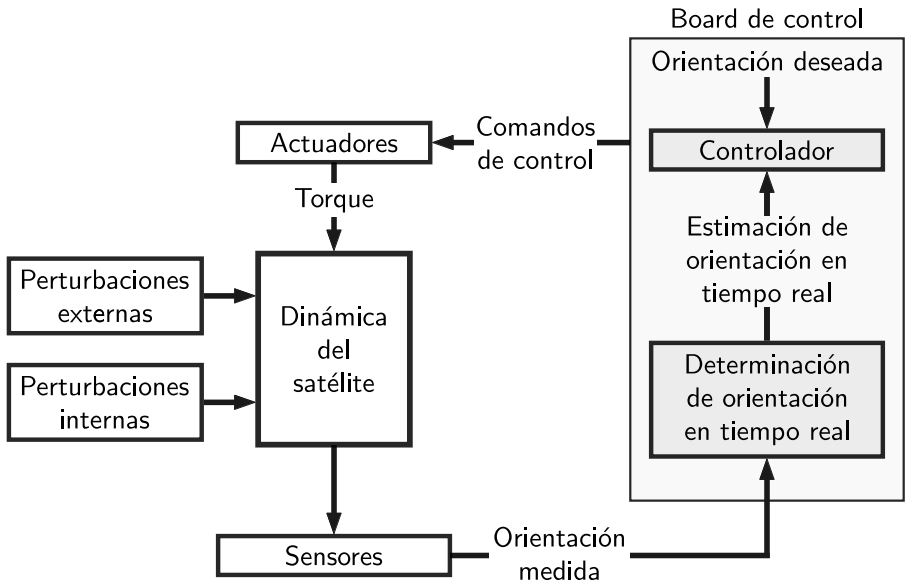 Board de control
Orientación deseada
Controlador
Comandos
de control
Actuadores
Torque
Estimación de
orientación en
tiempo real
Perturbaciones
externas
Dinámica
del
satélite
Perturbaciones
internas
Determinación
de orientación
en tiempo real
Sensores
Orientación
medida